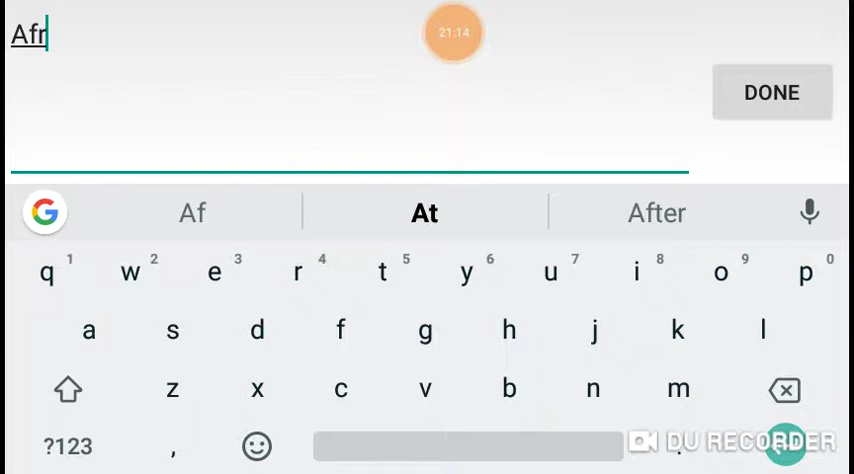 Afr
21:14
DONE
Af At After
q 1 w 2 e 3 r 4 t 5 y 6 u 7 i 8 o 9 p 0
a s d f g h j k l
z x c v b n m
?123 , .
DU RECORDER